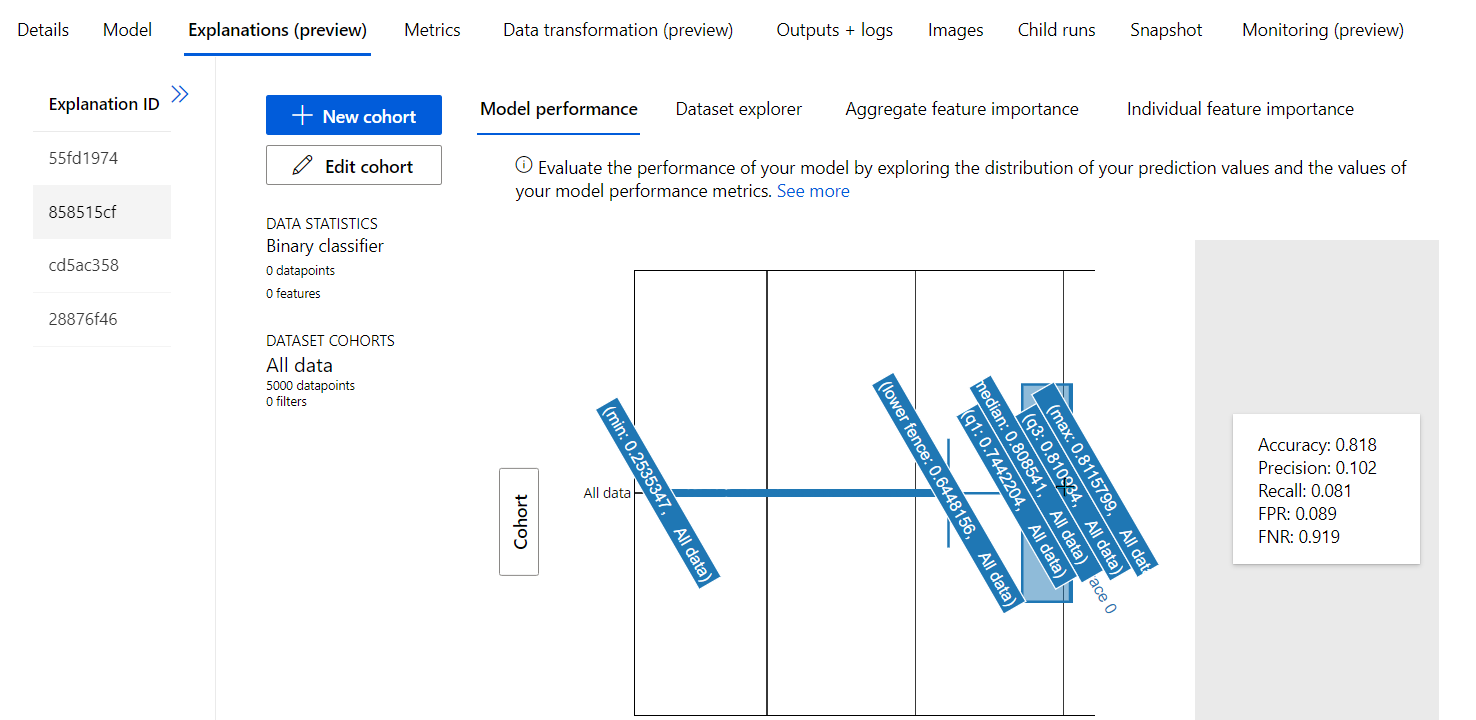 Details Model Explanations (preview) Metrics Data transformation (preview) Outputs + logs Images Child runs Snapshot Monitoring (preview)
Explanation ID
55fd1974
858515cf
cd5ac358
28876f46
New cohort
Edit cohort
DATA STATISTICS
Binary classifier
0 datapoints
0 features
DATASET COHORTS
All data
5000 datapoints
0 filters
Model performance Dataset explorer Aggregate feature importance Individual feature importance
Evaluate the performance of your model by exploring the distribution of your prediction values and the values of
your model performance metrics. See more
Cohort
All data
(min: 0.2535347, All data)
(lower fence: 0.6448156, All data)
(q1: 0.7442204, All data)
median: 0.808541, All data)
All data)
(max: 0.8115799, All dat
ace 0
Accuracy: 0.818
Precision: 0.102
Recall: 0.081
FPR: 0.089
FNR: 0.919